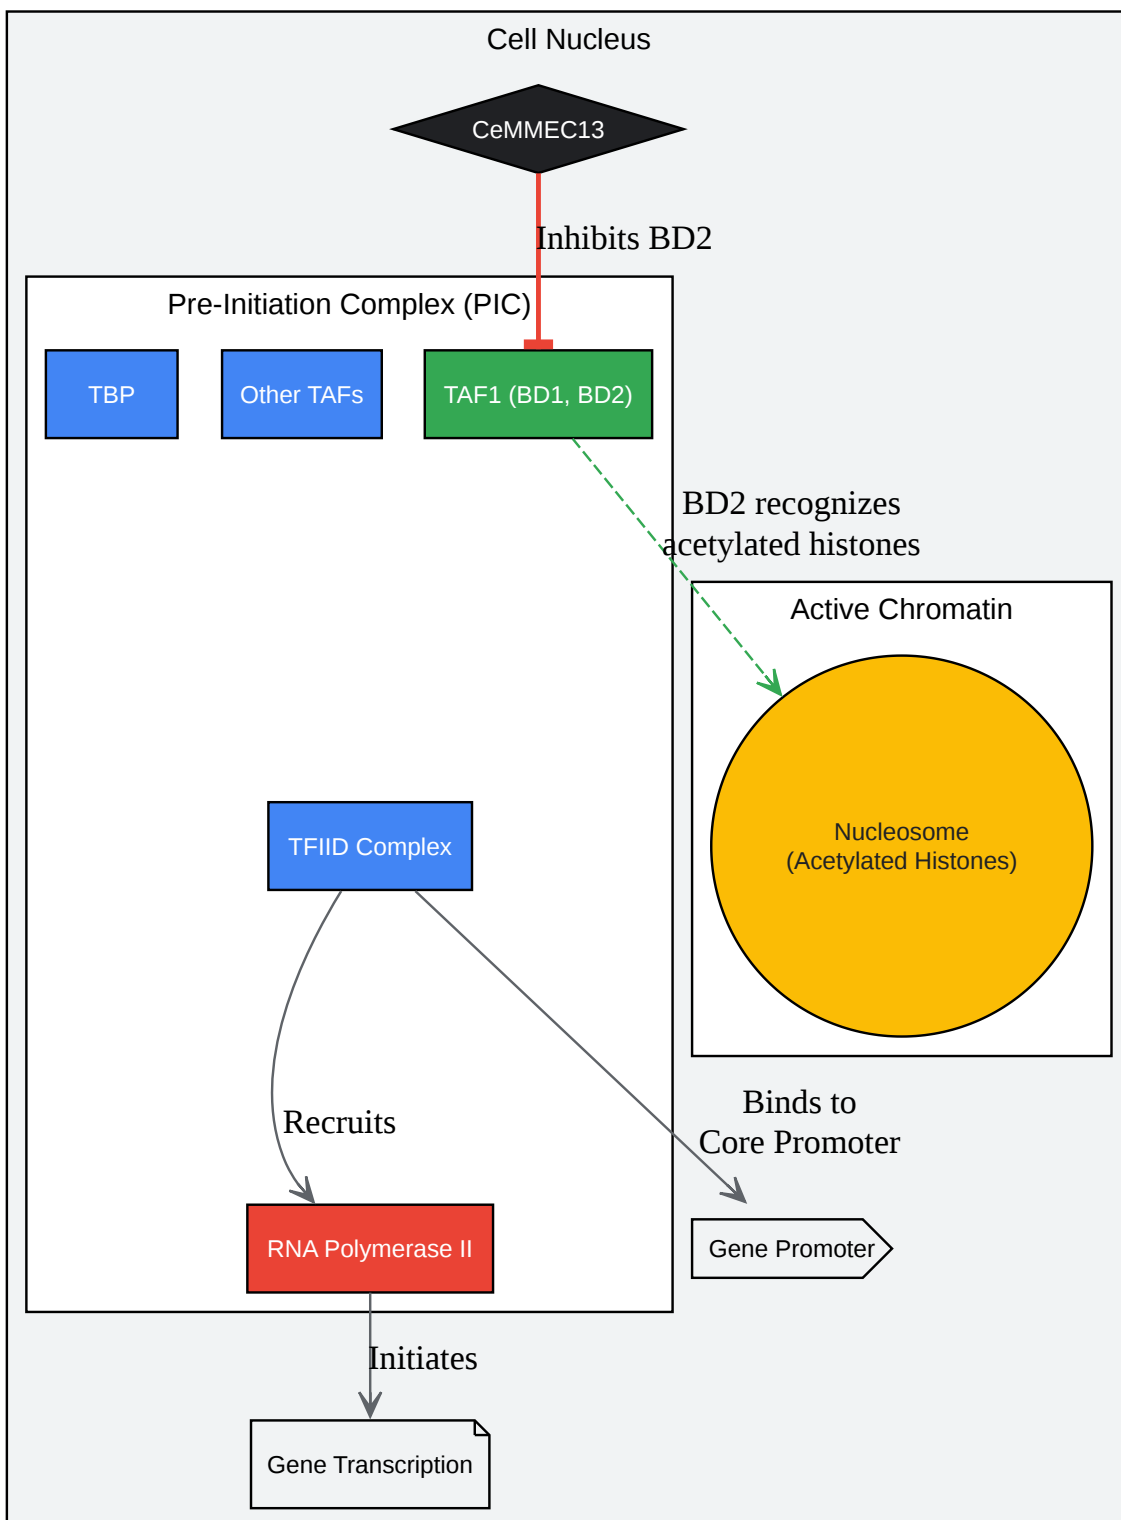 Cell Nucleus
CeMMEC13
Inhibits BD2
Pre-Initiation Complex (PIC)
TBP
Other TAFs
TAF1 (BD1, BD2)
BD2 recognizes
acetylated histones
Active Chromatin
Nucleosome
(Acetylated Histones)
TFIID Complex
Binds to
Core Promoter
Recruits
RNA Polymerase II
Gene Promoter
Initiates
Gene Transcription